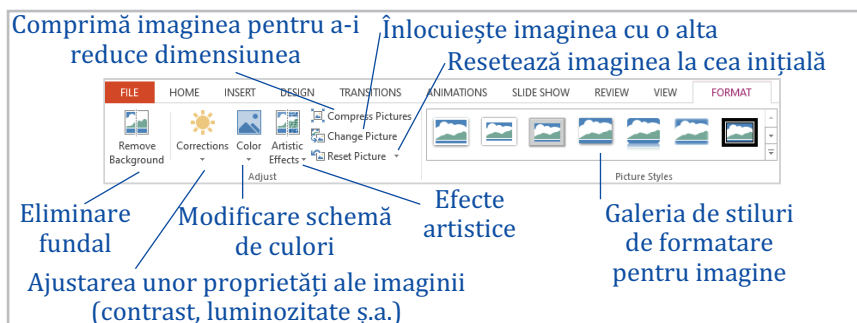 Comprimă imaginea pentru a-i
reduce dimensiunea
Înlocuiește imaginea cu o alta
Resetează imaginea la cea inițială
FILE HOME INSERT DESIGN TRANSITIONS ANIMATIONS SLIDE SHOW REVIEW VIEW FORMAT
Remove
Background
Corrections
Color
Artistic
Effects
Compress Pictures
Change Picture
Reset Picture
Adjust
Picture Styles
Eliminare
fundal
Modificare schemă
de culori
Efecte
artistice
Galeria de stiluri
de formatare
pentru imagine
Ajustarea unor proprietăți ale imaginii
(contrast, luminozitate ș.a.)